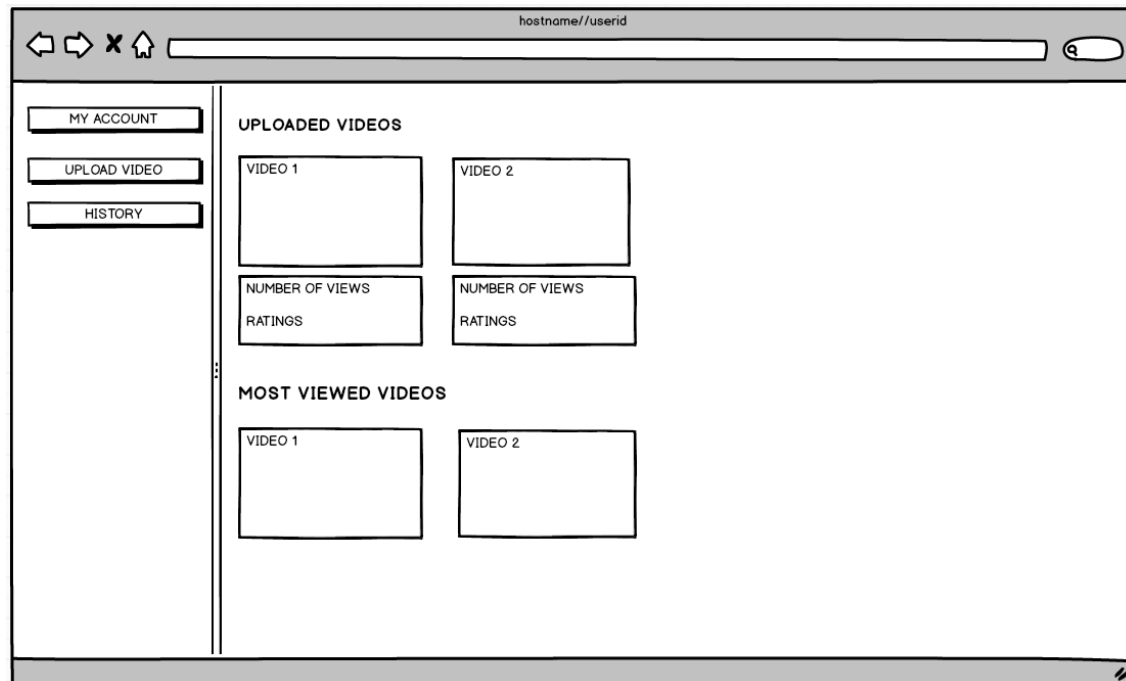 hostname//userid
MY ACCOUNT
UPLOAD VIDEO
HISTORY
UPLOADED VIDEOS
VIDEO 1
VIDEO 2
NUMBER OF VIEWS
RATINGS
NUMBER OF VIEWS
RATINGS
MOST VIEWED VIDEOS
VIDEO 1
VIDEO 2